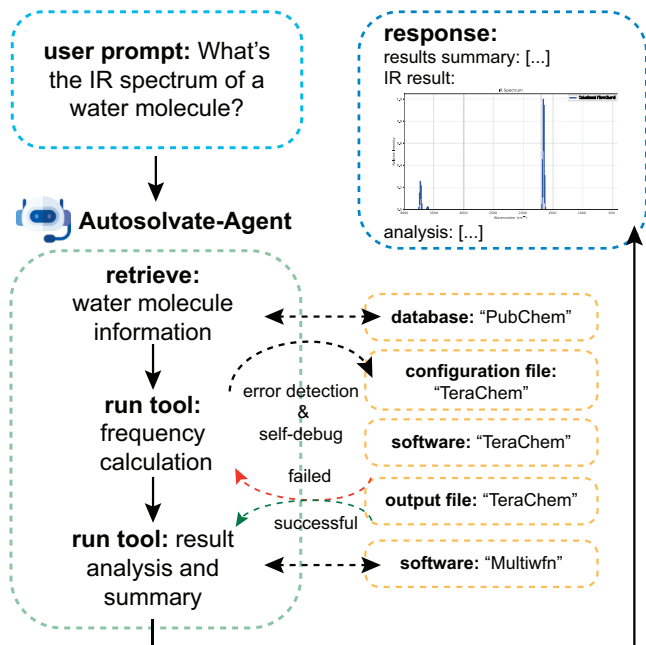 user prompt: What's
the IR spectrum of a
water molecule?
Autosolvate-Agent
retrieve:
water molecule
information
run tool:
frequency
calculation
run tool: result
analysis and
summary
error detection
&
self-debug
failed
successful
database: “PubChem”
configuration file:
“TeraChem”
software: “TeraChem”
output file: “TeraChem”
software: “Multiwfn”
response:
results summary: [...]
IR result:
IR Spectrum
analysis: [...]